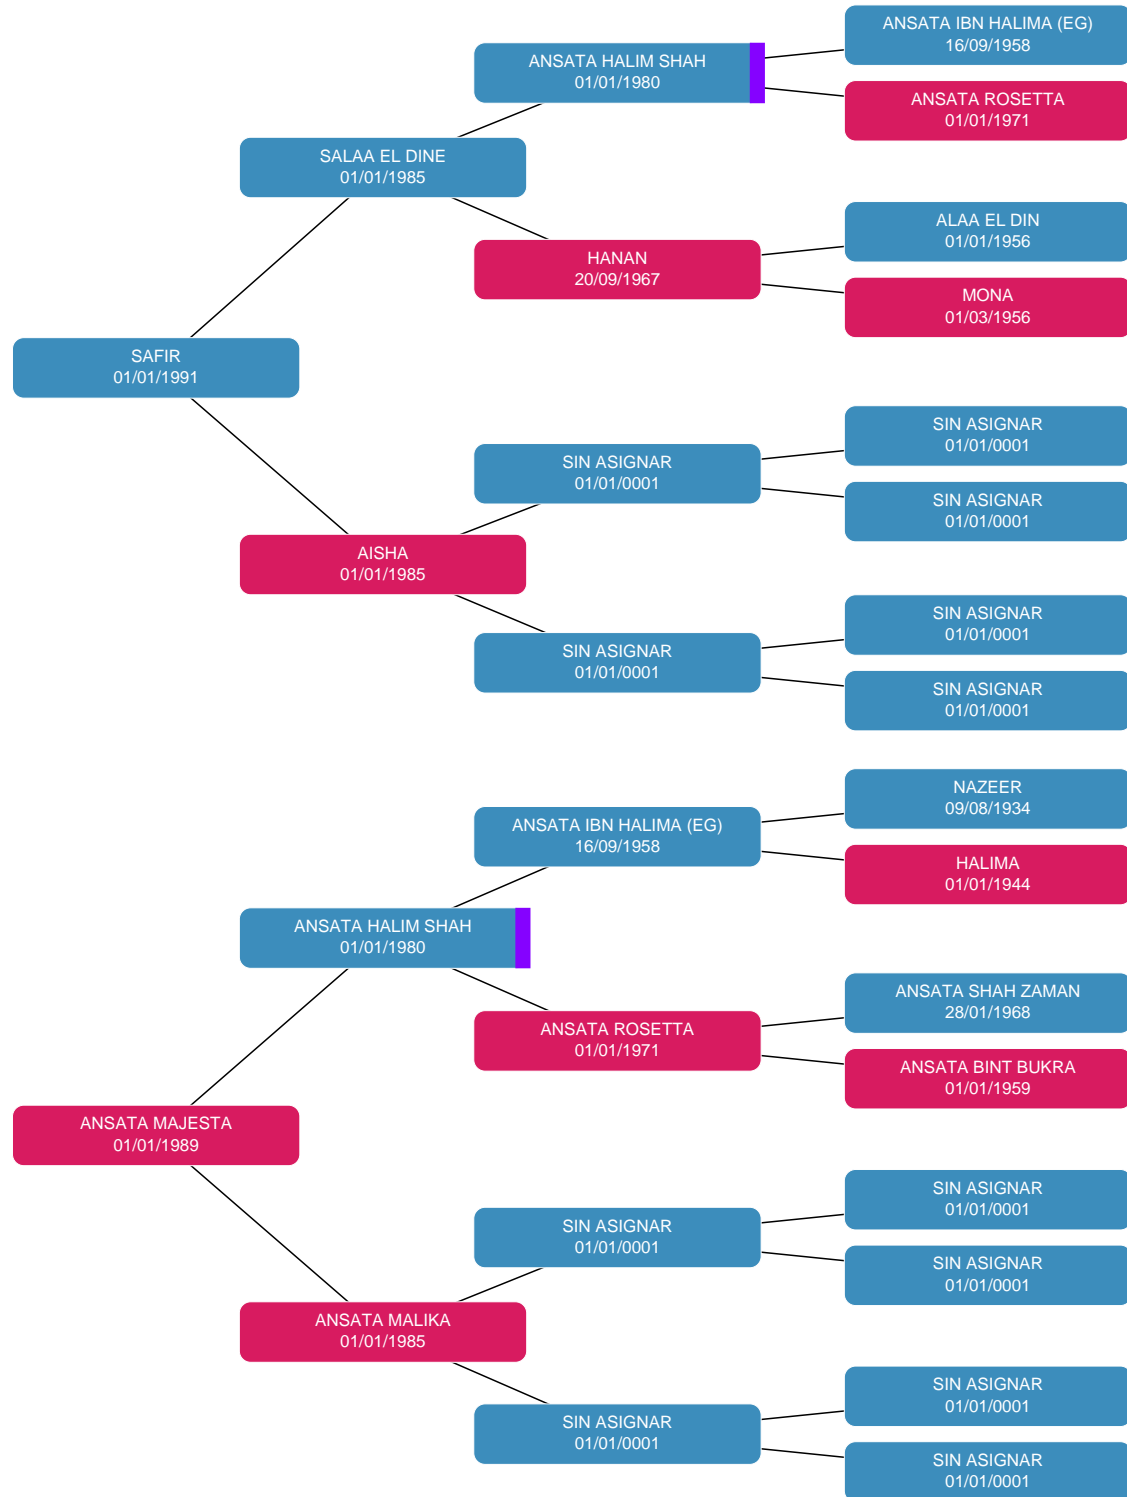 ANSATA IBN HALIMA (EG)
16/09/1958
ANSATA HALIM SHAH
01/01/1980
ANSATA ROSETTA
01/01/1971
SALAA EL DINE
01/01/1985
ALAA EL DIN
01/01/1956
HANAN
20/09/1967
MONA
01/03/1956
SAFIR
01/01/1991
SIN ASIGNAR
01/01/0001
SIN ASIGNAR
01/01/0001
SIN ASIGNAR
01/01/0001
AISHA
01/01/1985
SIN ASIGNAR
01/01/0001
SIN ASIGNAR
01/01/0001
SIN ASIGNAR
01/01/0001
NAZEER
09/08/1934
ANSATA IBN HALIMA (EG)
16/09/1958
HALIMA
01/01/1944
ANSATA HALIM SHAH
01/01/1980
ANSATA SHAH ZAMAN
28/01/1968
ANSATA ROSETTA
01/01/1971
ANSATA BINT BUKRA
01/01/1959
ANSATA MAJESTA
01/01/1989
SIN ASIGNAR
01/01/0001
SIN ASIGNAR
01/01/0001
SIN ASIGNAR
01/01/0001
ANSATA MALIKA
01/01/1985
SIN ASIGNAR
01/01/0001
SIN ASIGNAR
01/01/0001
SIN ASIGNAR
01/01/0001